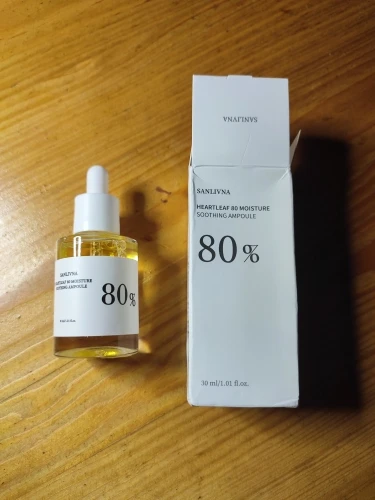 SANLIVNA
SANLIVNA
HEARTLEAF 80 MOISTURE
SOOTHING AMPOULE
80%
30 ml/1.01 fl.oz.
SANLIVNA
HEARTLEAF 80 MOISTURE
SOOTHING AMPOULE
80%